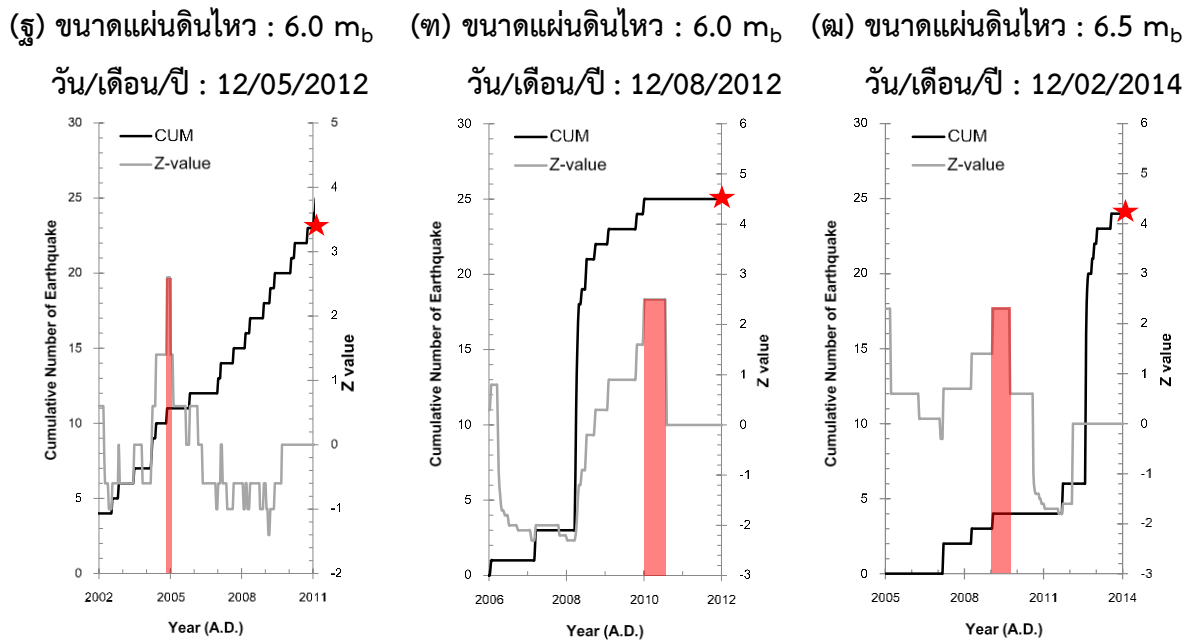 (ฐ) ขนาดแผ่นดินไหว : 6.0 mb
วัน/เดือน/ปี : 12/05/2012
CUM
Z-value
Cumulative Number of Earthquake
30
25
20
15
10
5
0
5
4
3
2
1
0
-1
-2
Z value
2002 2005 2008 2011
Year (A.D.)
(ฑ) ขนาดแผ่นดินไหว : 6.0 mb
วัน/เดือน/ปี : 12/08/2012
CUM
Z-value
Cumulative Number of Earthquake
30
25
20
15
10
5
0
6
5
4
3
2
1
0
-1
-2
-3
Z value
2006 2008 2010 2012
Year (A.D.)
(ฒ) ขนาดแผ่นดินไหว : 6.5 mb
วัน/เดือน/ปี : 12/02/2014
CUM
Z-value
Cumulative Number of Earthquake
30
25
20
15
10
5
0
6
5
4
3
2
1
0
-1
-2
-3
Z value
2005 2008 2011 2014
Year (A.D.)